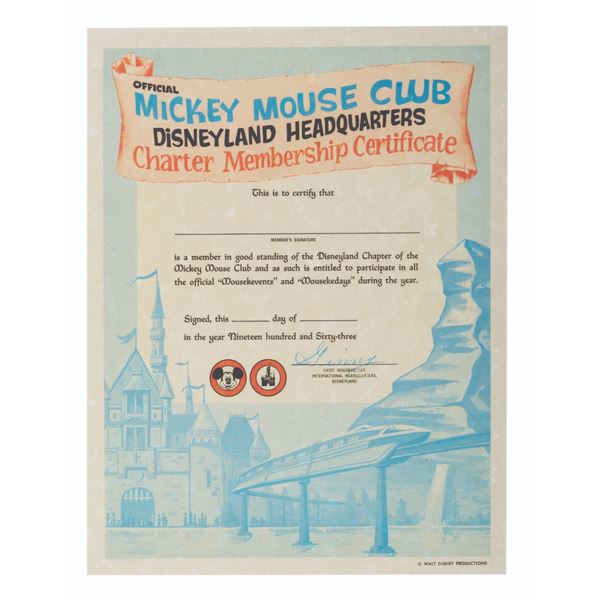 OFFICIAL
MICKEY MOUSE CLUB
DISNEYLAND HEADQUARTERS
Charter Membership Certificate
This is to certify that
MEMBER'S SIGNATURE
is a member in good standing of the Disneyland Chapter of the
Mickey Mouse Club and as such is entitled to participate in all
the official "Mousekevents" and "Mousekedays" during the year.
Signed, this ________ day of ____________
in the year Nineteen hundred and Sixty-three
Ginny
CHIEF MOUSEKETEER
INTERNATIONAL HEADQUARTERS,
DISNEYLAND
© WALT DISNEY PRODUCTIONS